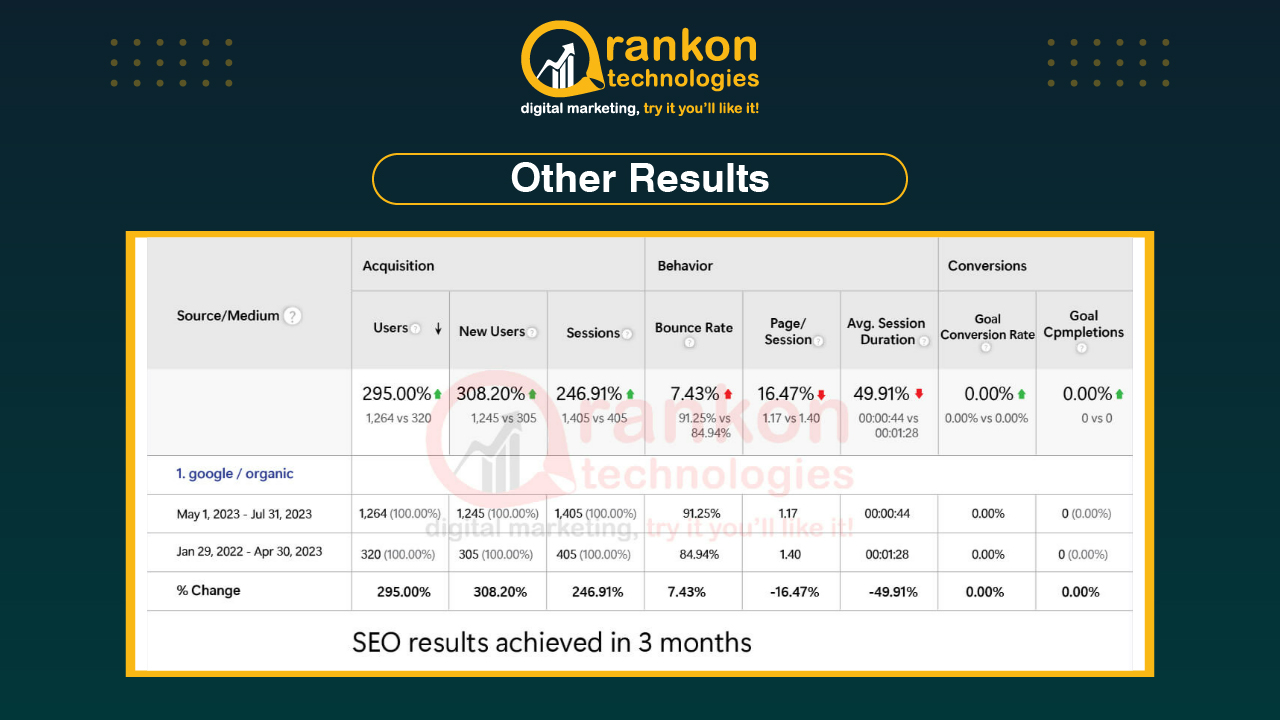 rankon
technologies
digital marketing, try it you'll like it!
Other Results
Acquisition Behavior Conversions
Source/Medium ? Users ? New Users ? Sessions ? Bounce Rate ? Page/ Session ? Avg. Session Duration ? Goal Conversion Rate ? Goal Cpmpletions ?
295.00% 308.20% 246.91% 7.43% 16.47% 49.91% 0.00% 0.00%
1,264 vs 320 1,245 vs 305 1,405 vs 405 91.25% vs 84.94% 1.17 vs 1.40 00:00:44 vs 00:01:28 0.00% vs 0.00% 0 vs 0
rankon
technologies
digital marketing, try it you'll like it!
1. google / organic
May 1, 2023 - Jul 31, 2023 1,264 (100.00%) 1,245 (100.00%) 1,405 (100.00%) 91.25% 1.17 00:00:44 0.00% 0 (0.00%)
Jan 29, 2022 - Apr 30, 2023 320 (100.00%) 305 (100.00%) 405 (100.00%) 84.94% 1.40 00:01:28 0.00% 0 (0.00%)
% Change 295.00% 308.20% 246.91% 7.43% -16.47% -49.91% 0.00% 0.00%
SEO results achieved in 3 months